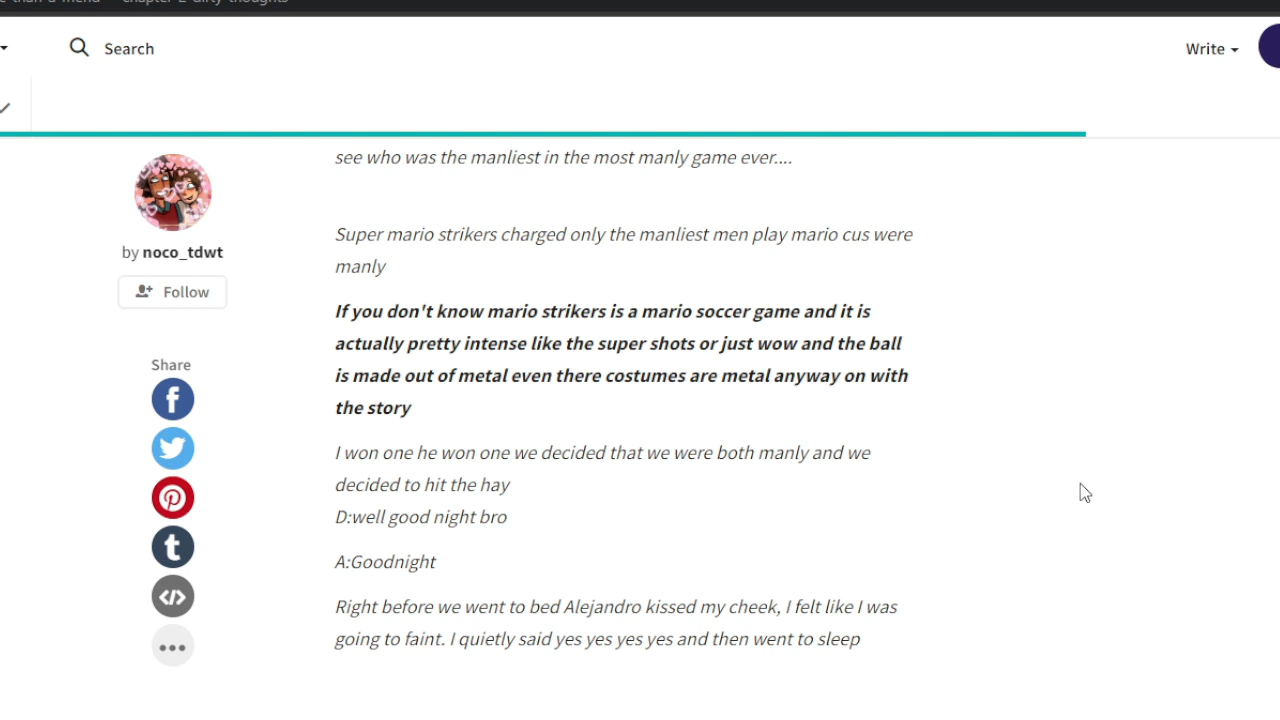 Search
Write
see who was the manliest in the most manly game ever....
by noco_tdwt
Follow
Super mario strikers charged only the manliest men play mario cus were
manly
If you don't know mario strikers is a mario soccer game and it is
actually pretty intense like the super shots or just wow and the ball
is made out of metal even there costumes are metal anyway on with
the story
Share
I won one he won one we decided that we were both manly and we
decided to hit the hay
D:well good night bro
A:Goodnight
Right before we went to bed Alejandro kissed my cheek, I felt like I was
going to faint. I quietly said yes yes yes yes and then went to sleep